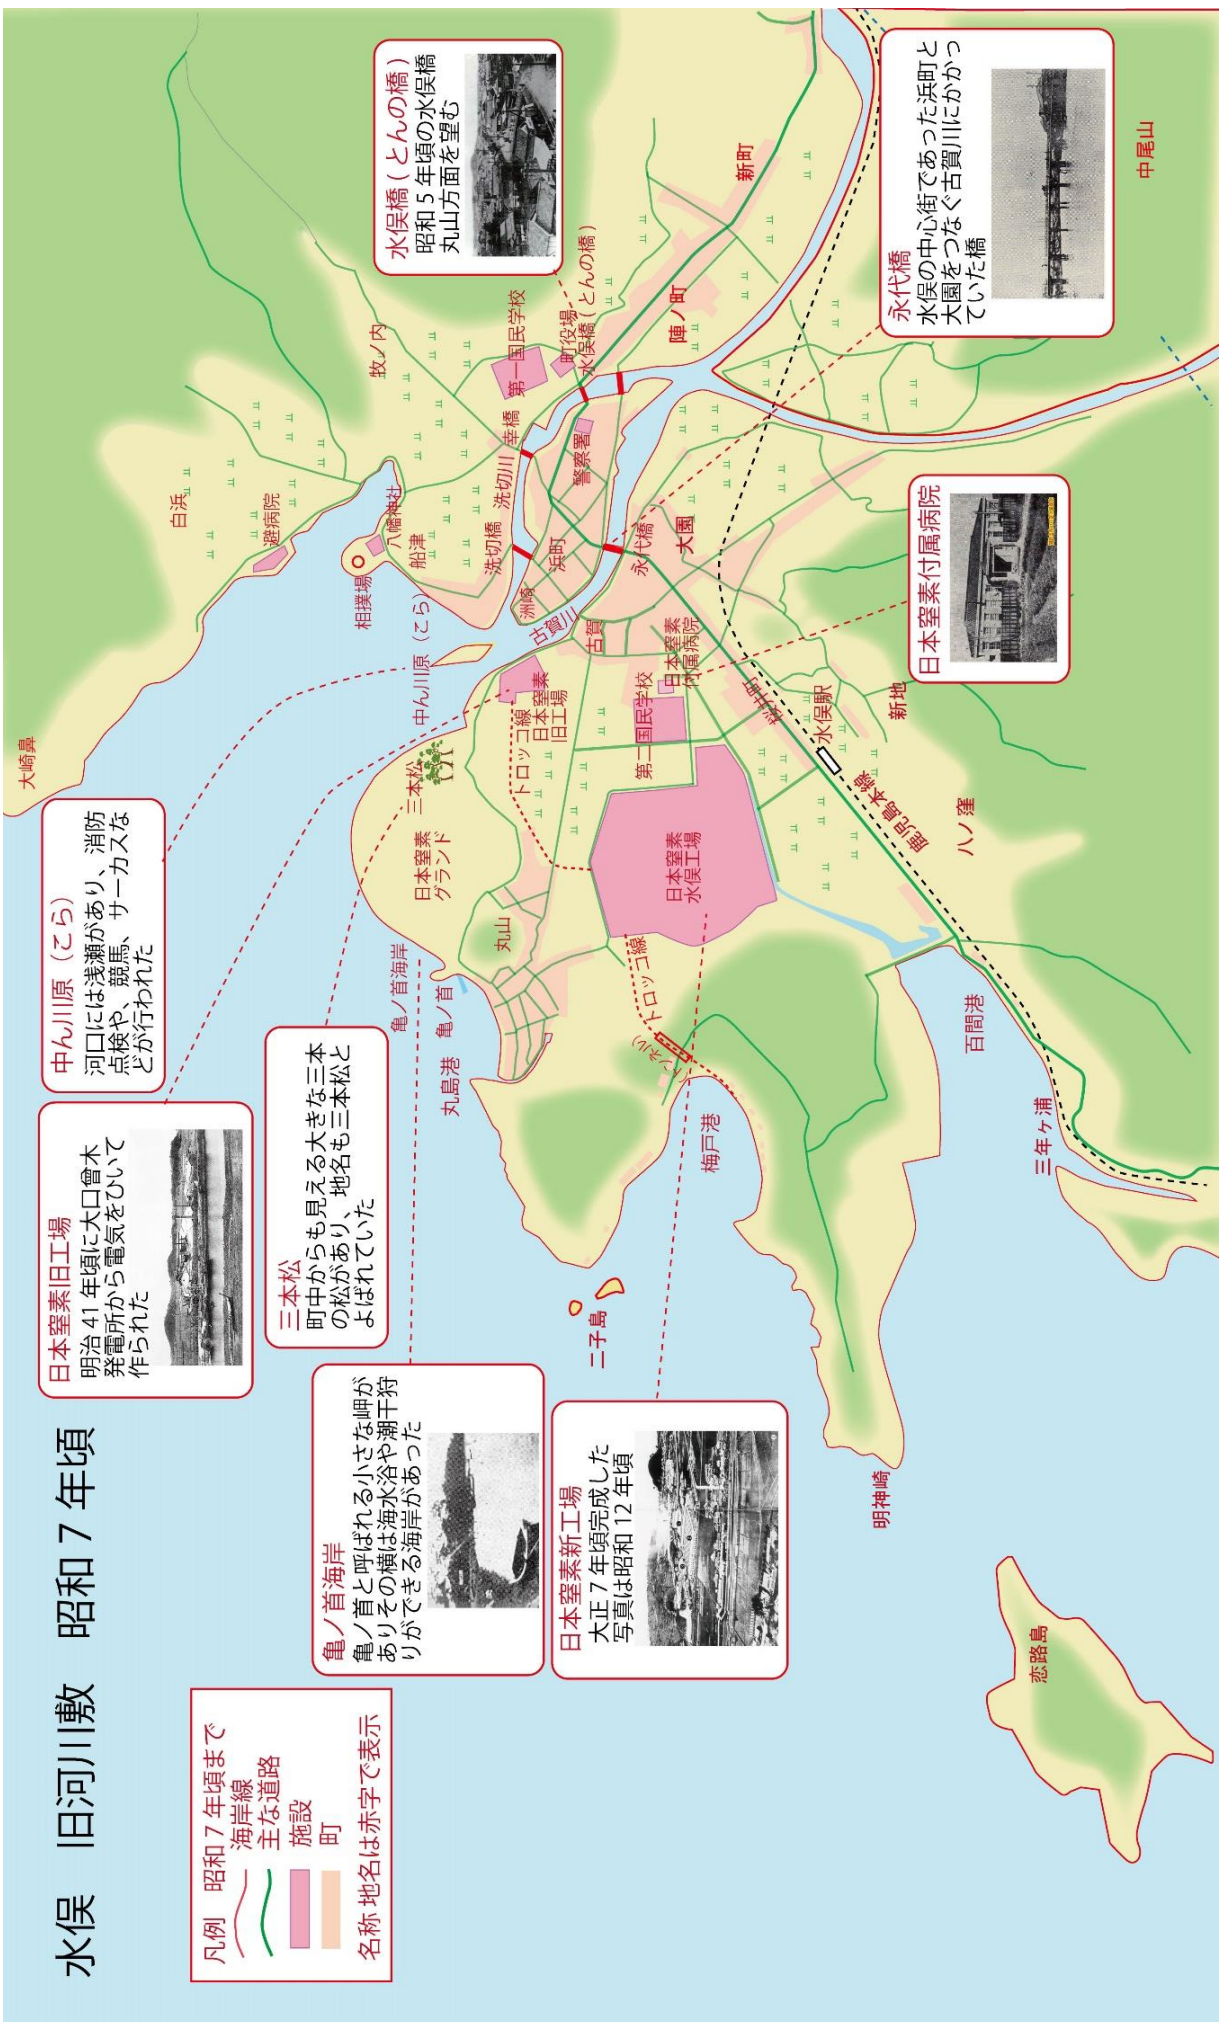 水俣 旧河川敷 昭和7年頃
凡例 昭和7年頃まで
海岸線
主な道路
施設
町
名称 地名は赤字で表示
日本窒素旧工場
明治41年頃に大口曾木
発電所から電気をひいて
作られた
中ん川原(こら)
河口には浅瀬があり、消防
点検や、競馬、サーカスな
どが行われた
三本松
町中からも見える大きな三本
の松があり、地名も三本松と
よばれていた
亀ノ首海岸
亀ノ首と呼ばれる小さな岬が
ありその横は海水浴や潮干狩
りができる海岸があった
日本窒素新工場
大正7年頃完成した
写真は昭和12年頃
水俣橋(とんの橋)
昭和5年頃の水俣橋
丸山方面を望む
永代橋
水俣の中心街であった浜町と
大園をつなぐ古賀川にかかっ
ていた橋
日本窒素付属病院
大崎鼻
白浜
避病院
牧ノ内
相撲場
八幡神社
船津
中ん川原(こら)
洗切橋
洗切川
幸橋
第一国民学校
町役場
水俣橋(とんの橋)
新町
陣ノ町
警察署
浜町
洲崎
古賀川
永代橋
大園
古賀
中尾山
三本松
日本窒素
グランド
トロッコ線
日本窒素
旧工場
第二国民学校
日本窒素
付属病院
桜井町
水俣駅
新地
鹿児島本線
八ノ窪
日本窒素
水俣工場
亀ノ首海岸
亀ノ首
丸島港
丸山
トロッコ線
(トンネル)
梅戸港
百間港
三年ヶ浦
二子島
明神崎
恋路島